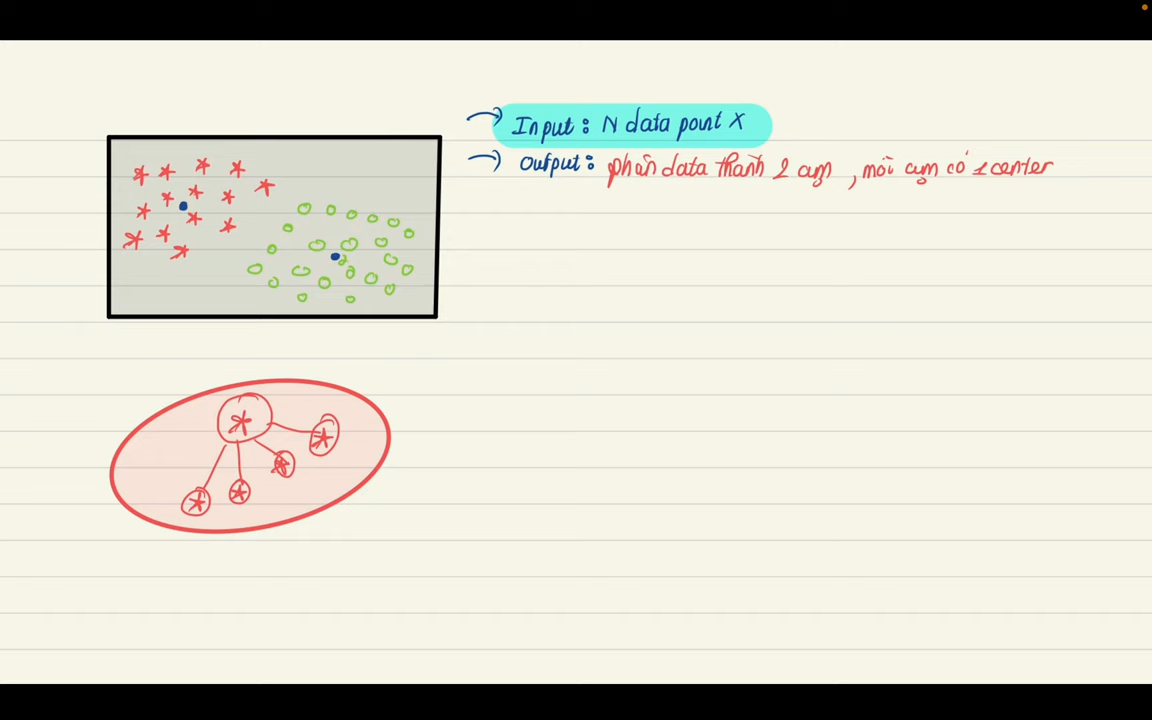 Input: N data point X
Output: phân data thành 2 cụm, mỗi cụm có 1 center